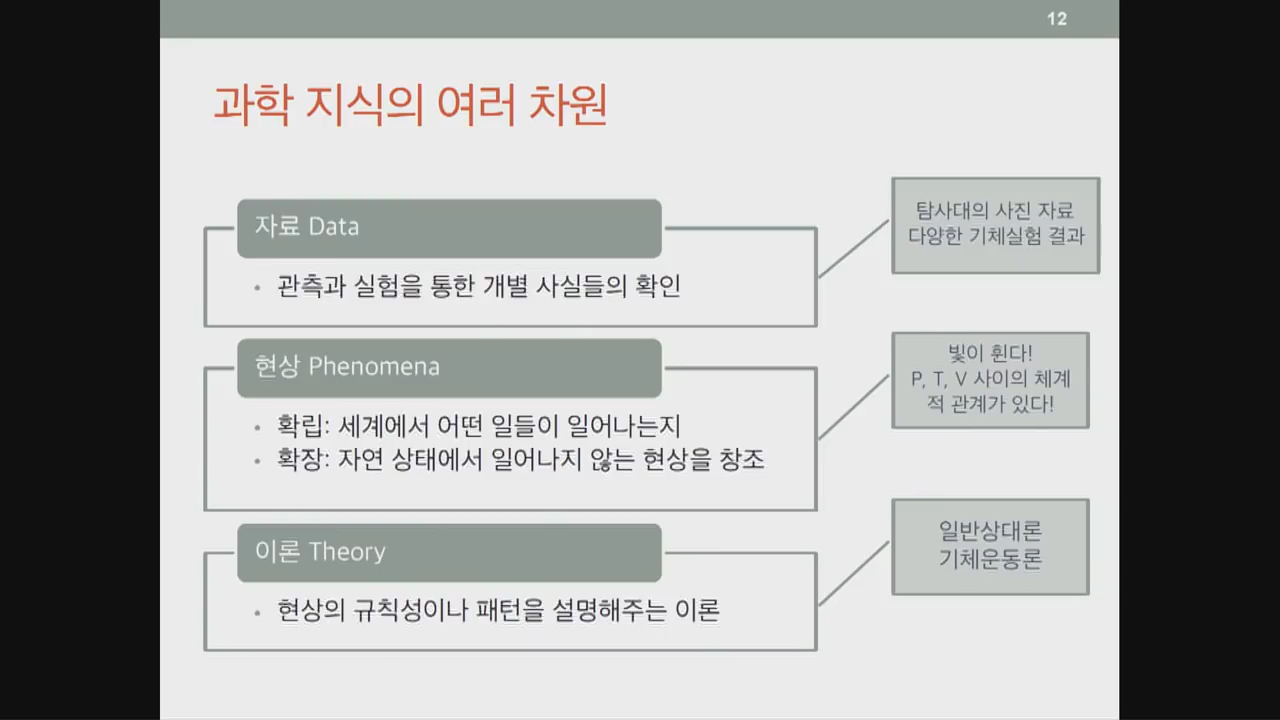 12
과학 지식의 여러 차원
자료 Data
• 관측과 실험을 통한 개별 사실들의 확인
탐사대의 사진 자료
다양한 기체실험 결과
현상 Phenomena
• 확립: 세계에서 어떤 일들이 일어나는지
• 확장: 자연 상태에서 일어나지 않는 현상을 창조
빛이 휜다!
P, T, V 사이의 체계
적 관계가 있다!
이론 Theory
• 현상의 규칙성이나 패턴을 설명해주는 이론
일반상대론
기체운동론